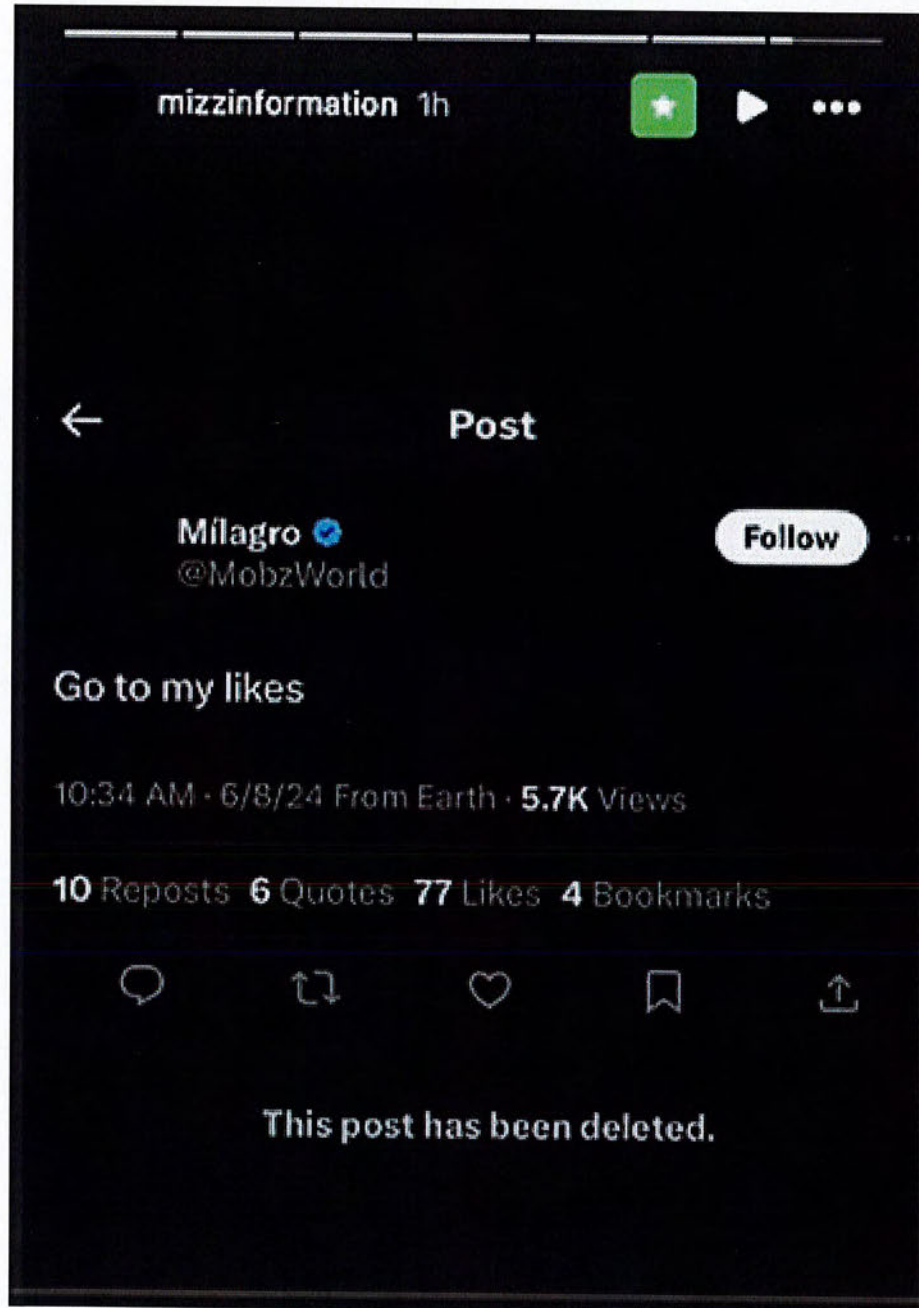 mizzinformation 1h
Post
Mílagro
Follow
@MobzWorld
Go to my likes
10:34 AM · 6/8/24 From Earth · 5.7K Views
10 Reposts 6 Quotes 77 Likes 4 Bookmarks
This post has been deleted.